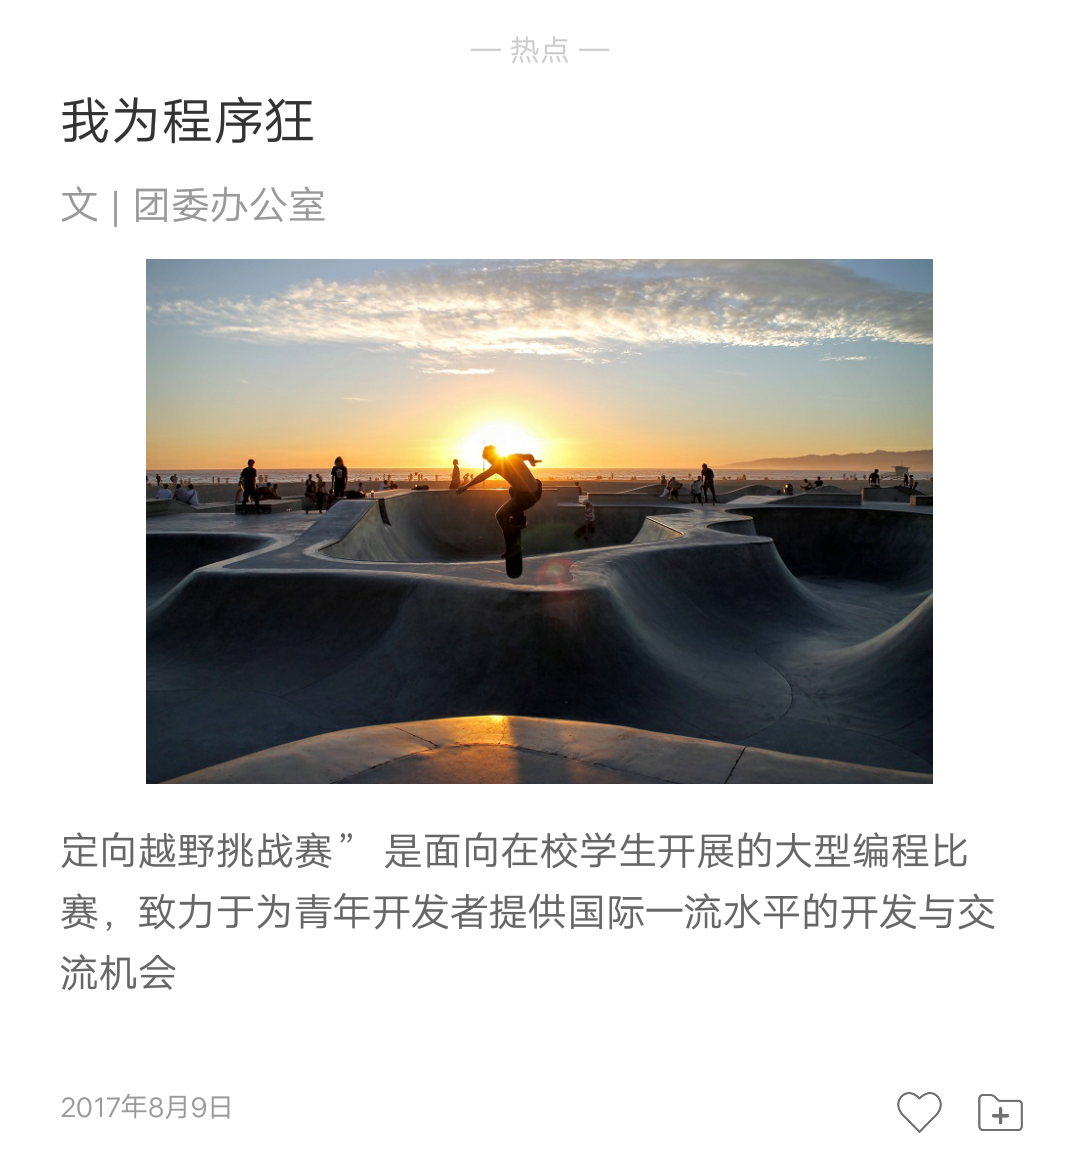 — 热点 —
我为程序狂
文 | 团委办公室
定向越野挑战赛” 是面向在校学生开展的大型编程比
赛，致力于为青年开发者提供国际一流水平的开发与交
流机会
2017年8月9日